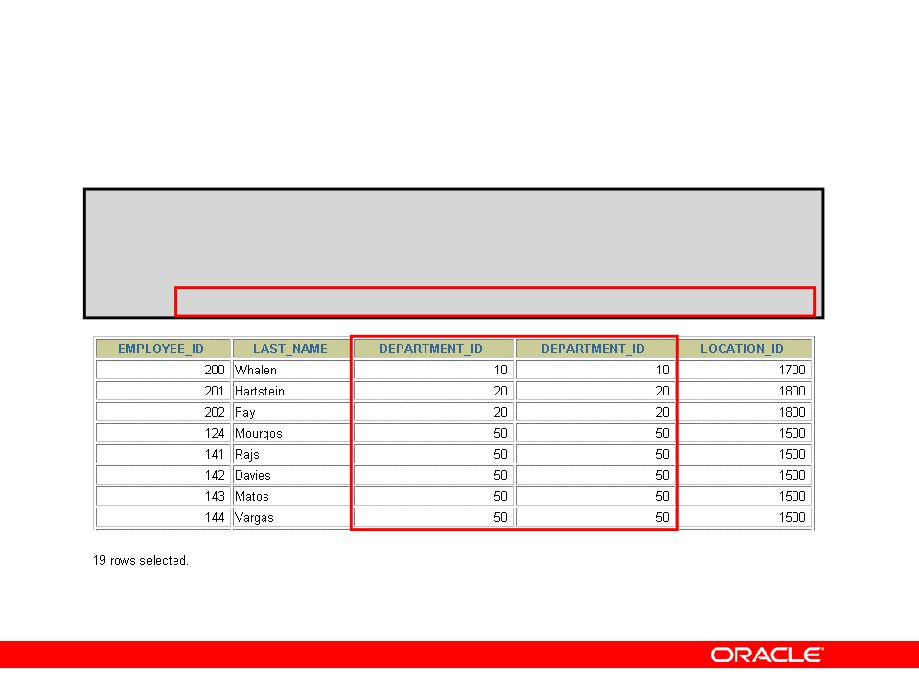 EMPLOYEE_ID LAST_NAME DEPARTMENT_ID DEPARTMENT_ID LOCATION_ID
200 Whalen 10 10 1700
201 Hartstein 20 20 1800
202 Fay 20 20 1800
124 Mourgos 50 50 1500
141 Rajs 50 50 1500
142 Davies 50 50 1500
143 Matos 50 50 1500
144 Vargas 50 50 1500
19 rows selected.
ORACLE